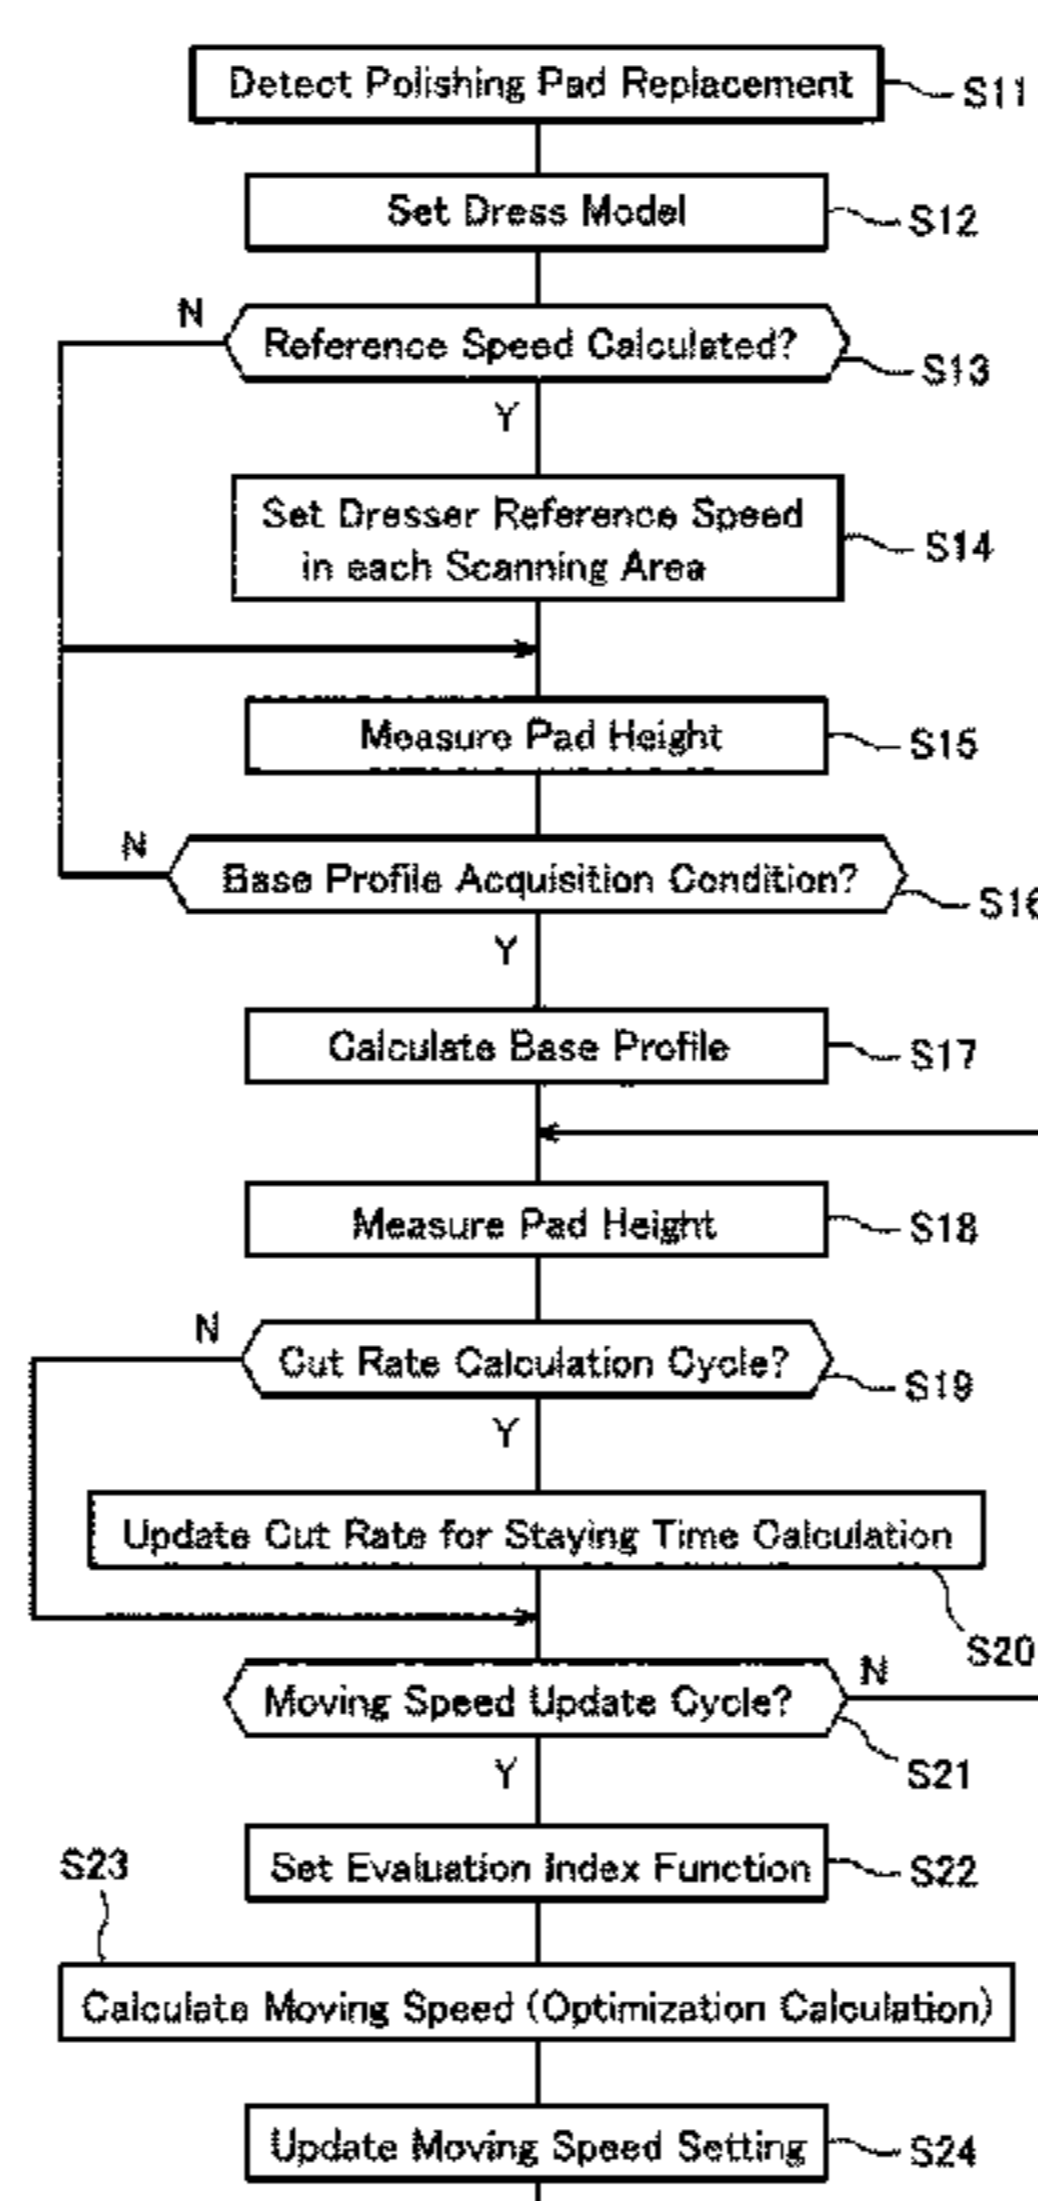 Detect Polishing Pad Replacement S11
Set Dress Model S12
N
Reference Speed Calculated? S13
Y
Set Dresser Reference Speed
in each Scanning Area
S14
Measure Pad Height S15
N
Base Profile Acquisition Condition? S16
Y
Calculate Base Profile S17
Measure Pad Height S18
N
Cut Rate Calculation Cycle? S19
Y
Update Cut Rate for Staying Time Calculation
S20
N
Moving Speed Update Cycle?
S21
Y
Set Evaluation Index Function S22
S23
Calculate Moving Speed (Optimization Calculation)
Update Moving Speed Setting S24